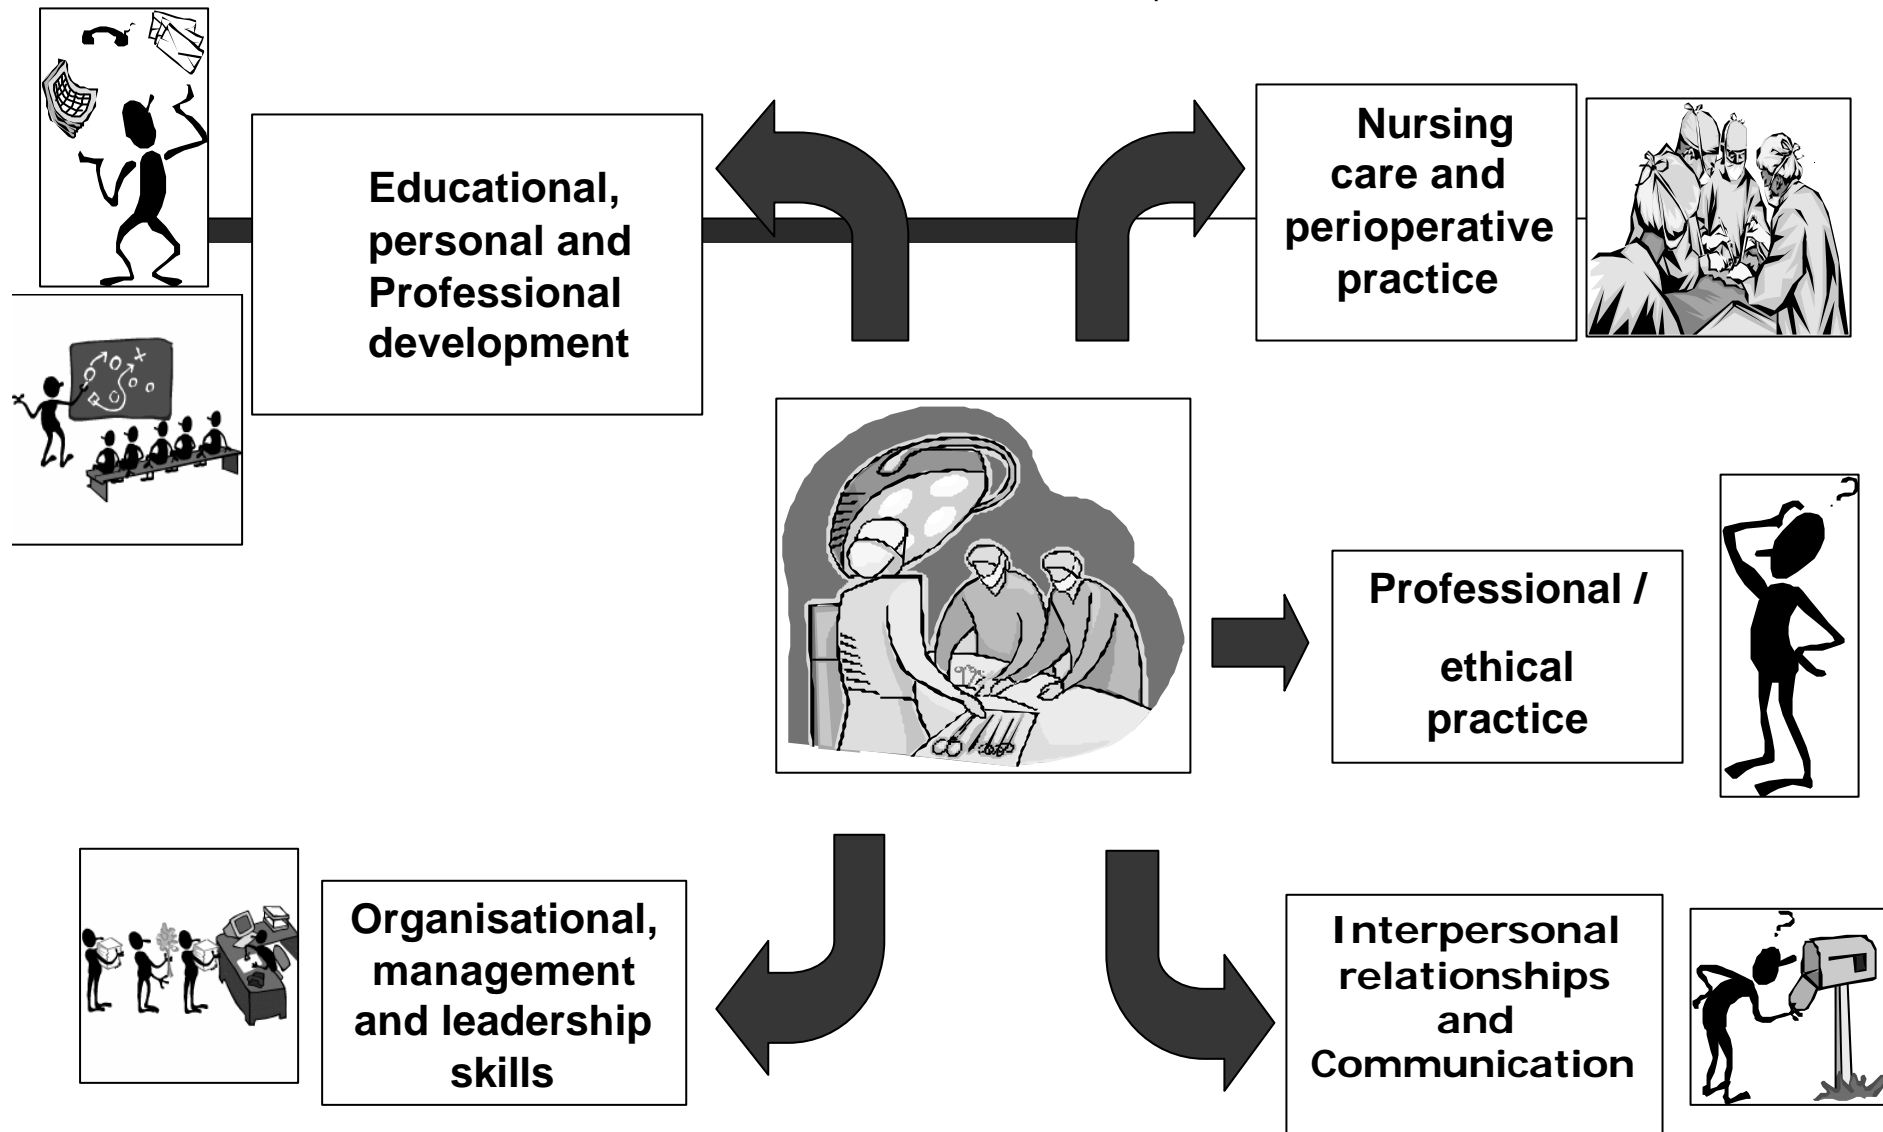 Educational,
personal and
Professional
development
Nursing
care and
perioperative
practice
Professional /
ethical
practice
Organisational,
management
and leadership
skills
Interpersonal
relationships
and
Communication